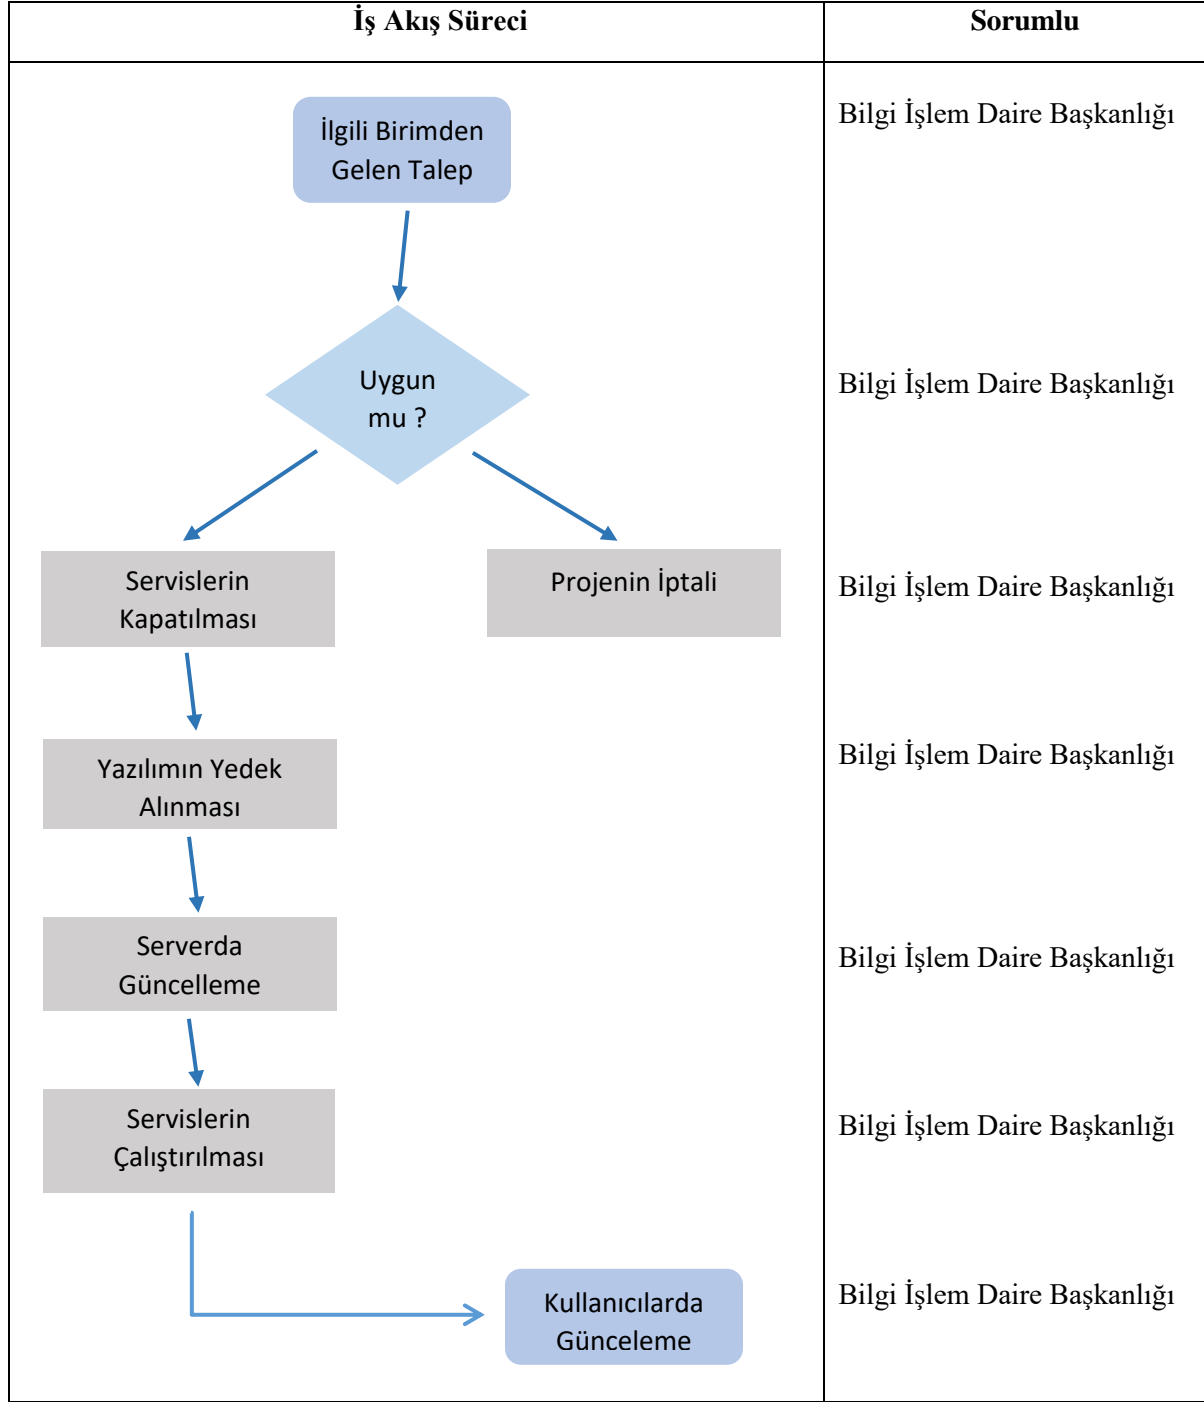 İş Akış Süreci
Sorumlu
İlgili Birimden
Gelen Talep
Bilgi İşlem Daire Başkanlığı
Uygun
mu ?
Bilgi İşlem Daire Başkanlığı
Servislerin
Kapatılması
Projenin İptali
Bilgi İşlem Daire Başkanlığı
Yazılımın Yedek
Alınması
Bilgi İşlem Daire Başkanlığı
Serverda
Güncelleme
Bilgi İşlem Daire Başkanlığı
Servislerin
Çalıştırılması
Bilgi İşlem Daire Başkanlığı
Kullanıcılarda
Günceleme
Bilgi İşlem Daire Başkanlığı